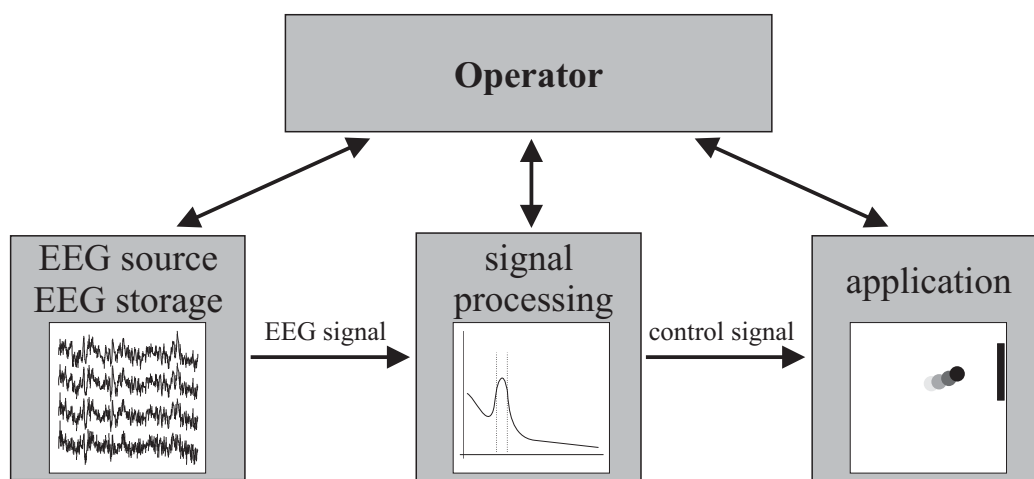 Operator
EEG source
EEG storage
EEG signal
signal
processing
control signal
application